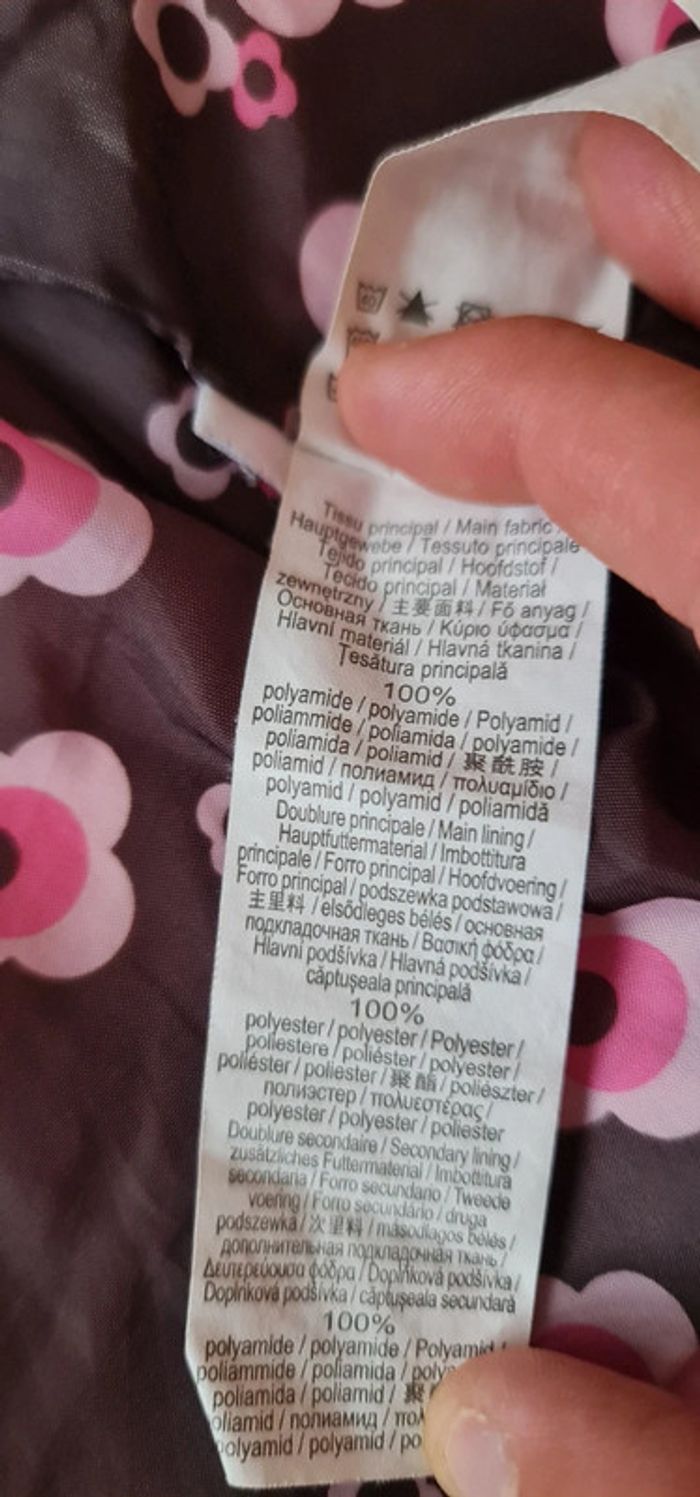 Tissu principal / Main fabric
Hauptgewebe / Tessuto principale
Tejido principal / Hoofdstof /
Tecido principal / Materiał
zewnętrzny / 主要面料 / Fő anyag /
Основная ткань / Κύριο ύφασμα /
Hlavní materiál / Hlavná tkanina /
Țesătura principală
100%
polyamide / polyamide / Polyamid /
poliammide / poliamida / polyamide /
poliamida / poliamid / 聚酰胺 /
poliamid / полиамид / πολυαμίδιο /
polyamid / polyamid / poliamidă
Doublure principale / Main lining /
Hauptfuttermaterial / Imbottitura
principale / Forro principal / Hoofdvoering /
Forro principal / podszewka podstawowa /
主里料 / elsődleges bélés / основная
подкладочная ткань / Βασική φόδρα /
Hlavní podšívka / Hlavná podšívka /
căptuşeala principală
100%
polyester / polyester / Polyester /
poliestere / poliéster / polyester /
poliéster / poliester / 聚酯 / poliészter /
полиэстер / πολυεστέρας /
polyester / polyester / poliester
Doublure secondaire / Secondary lining /
zusätzliches Futtermaterial / Imbottitura
secondaria / Forro secundario / Tweede
voering / Forro secundário / druga
podszewka / 次里料 / másodlagos bélés /
дополнительная подкладочная ткань /
Δευτερεύουσα φόδρα / Doplňková podšívka /
Doplnková podšívka / căptuşeala secundară
100%
polyamide / polyamide / Polyamid /
poliammide / poliamida /
poliamida / poliamid / 聚
poliamid / полиамид /
polyamid / polyamid /